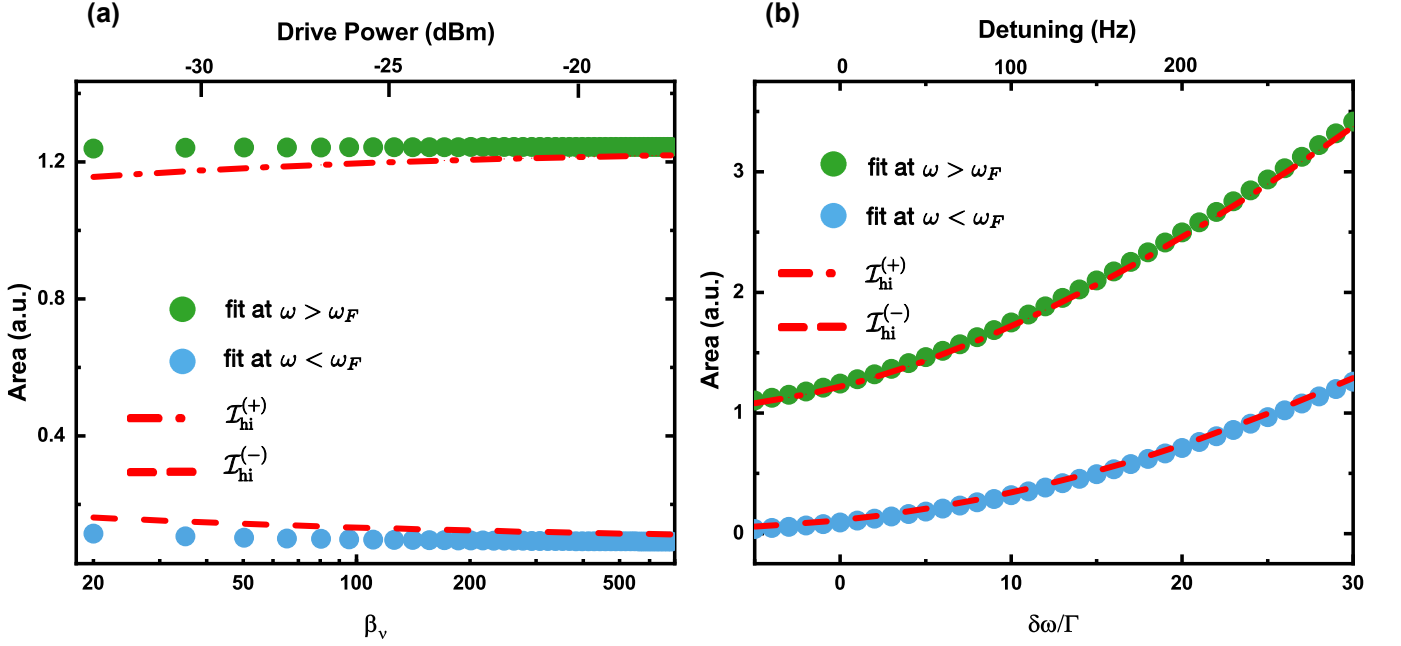 (a)
Drive Power (dBm)
-30 -25 -20
1.2
0.8
0.4
Area (a.u.)
fit at ω > ω_F
fit at ω < ω_F
ℐ_hi^(+)
ℐ_hi^(−)
20 50 100 200 500
β_ν
(b)
Detuning (Hz)
0 100 200
3
2
1
0
Area (a.u.)
fit at ω > ω_F
fit at ω < ω_F
ℐ_hi^(+)
ℐ_hi^(−)
0 10 20 30
δω/Γ